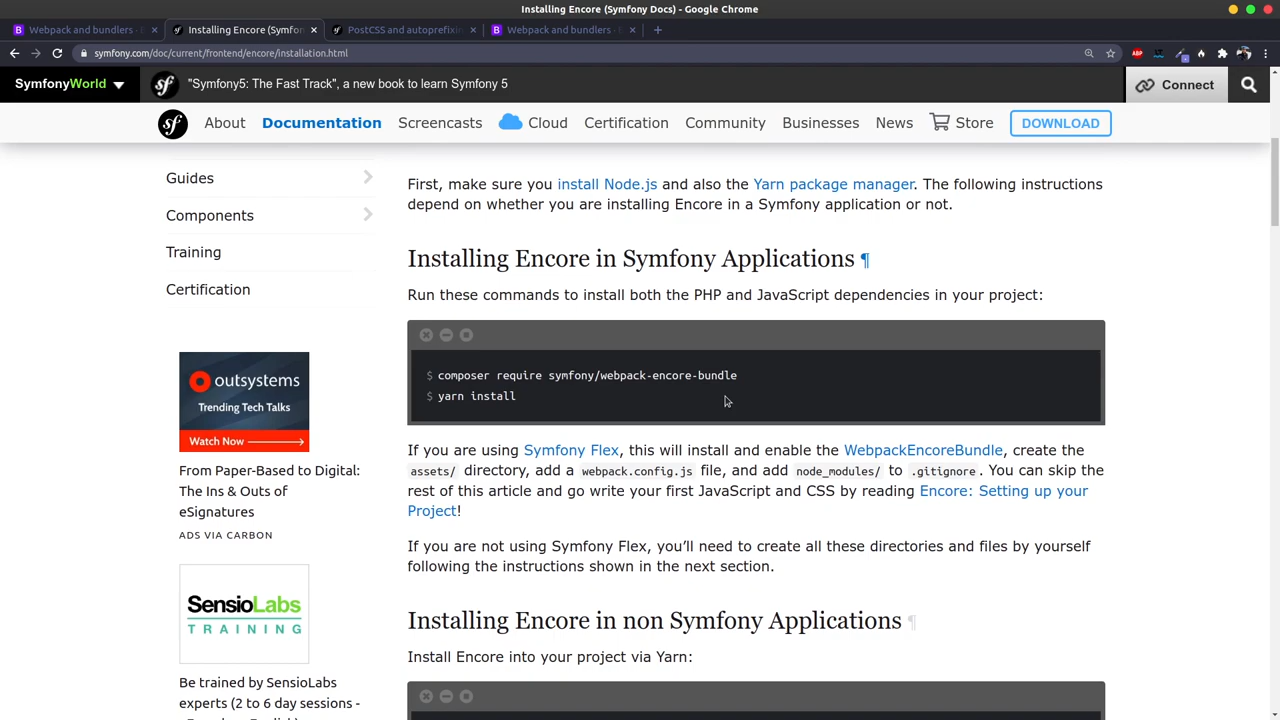 Installing Encore (Symfony Docs) - Google Chrome
Webpack and bundlers - Installing Encore (Symfon PostCSS and autoprefixin Webpack and bundlers -
symfony.com/doc/current/frontend/encore/installation.html
SymfonyWorld "Symfony5: The Fast Track", a new book to learn Symfony 5 Connect
sf About Documentation Screencasts Cloud Certification Community Businesses News Store DOWNLOAD
Guides
Components
Training
Certification
outsystems
Trending Tech Talks
Watch Now
From Paper-Based to Digital:
The Ins & Outs of
eSignatures
ADS VIA CARBON
SensioLabs
TRAINING
Be trained by SensioLabs
experts (2 to 6 day sessions -
First, make sure you install Node.js and also the Yarn package manager. The following instructions
depend on whether you are installing Encore in a Symfony application or not.
Installing Encore in Symfony Applications ¶
Run these commands to install both the PHP and JavaScript dependencies in your project:
$ composer require symfony/webpack-encore-bundle
$ yarn install
If you are using Symfony Flex, this will install and enable the WebpackEncoreBundle, create the
assets/ directory, add a webpack.config.js file, and add node_modules/ to .gitignore. You can skip the
rest of this article and go write your first JavaScript and CSS by reading Encore: Setting up your
Project!
If you are not using Symfony Flex, you'll need to create all these directories and files by yourself
following the instructions shown in the next section.
Installing Encore in non Symfony Applications ¶
Install Encore into your project via Yarn: